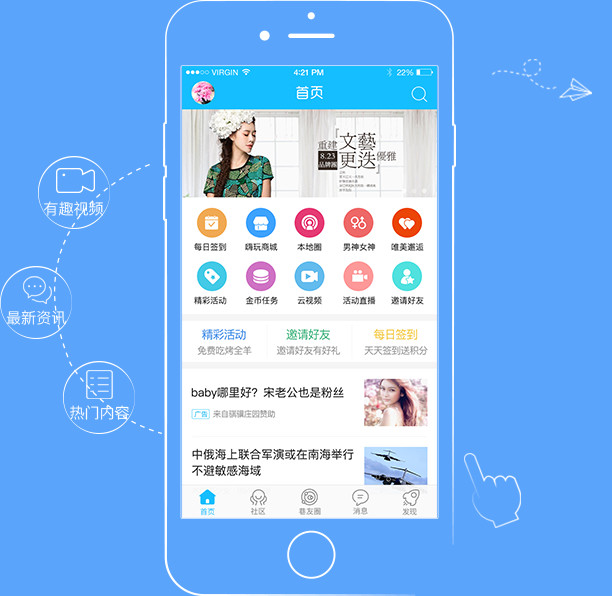 VIRGIN
4:21 PM
22%
首页
重建
8.23
品牌團
文藝
更迭
優雅
有趣视频
最新资讯
热门内容
每日签到
嗨玩商城
本地圈
男神女神
唯美邂逅
精彩活动
金币任务
云视频
活动直播
邀请好友
精彩活动
邀请好友
每日签到
免费吃烤全羊
邀请好友有好礼
天天签到送积分
baby哪里好？宋老公也是粉丝
广告 来自骐骥庄园赞助
中俄海上联合军演或在南海举行
不避敏感海域
首页
社区
巷友圈
消息
发现